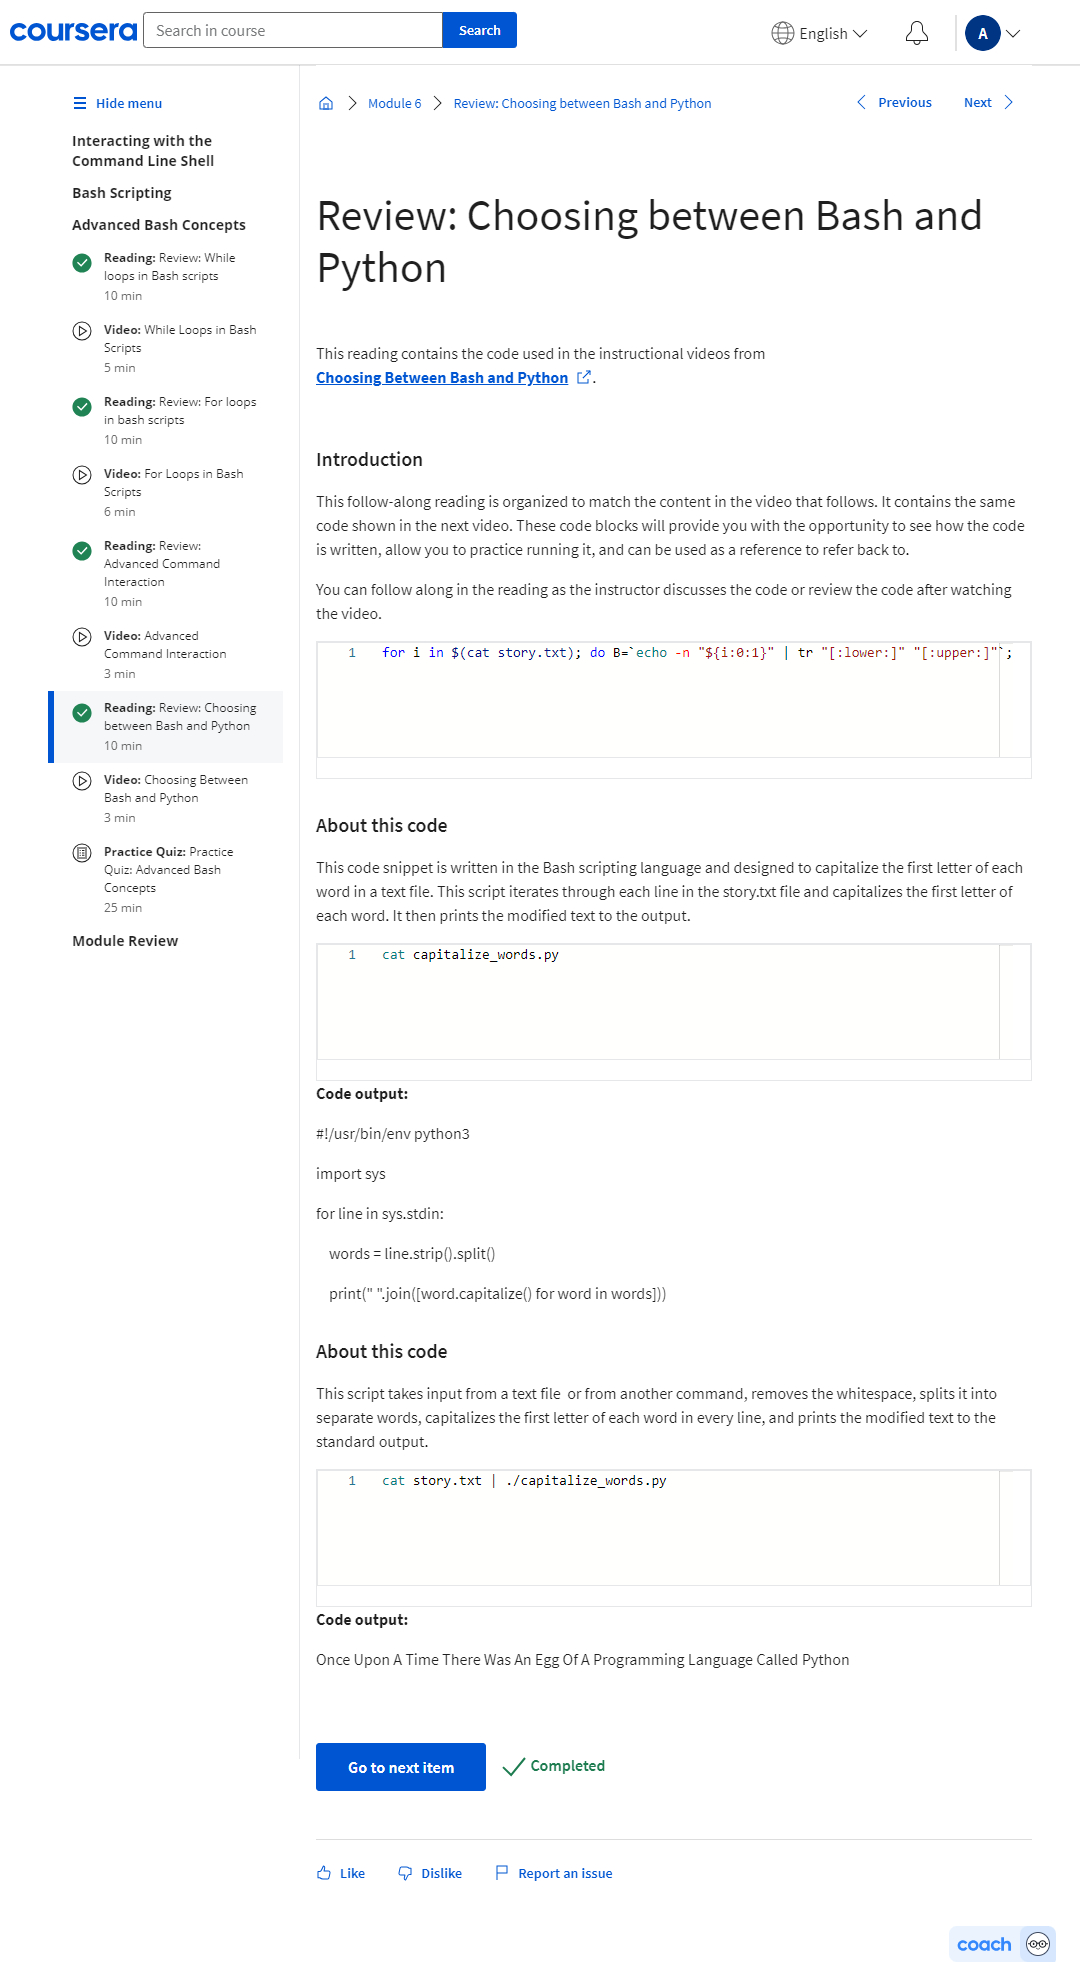 coursera
Search in course
Search
English
A
Hide menu
Interacting with the
Command Line Shell
Bash Scripting
Advanced Bash Concepts
Reading: Review: While
loops in Bash scripts
10 min
Video: While Loops in Bash
Scripts
5 min
Reading: Review: For loops
in bash scripts
10 min
Video: For Loops in Bash
Scripts
6 min
Reading: Review:
Advanced Command
Interaction
10 min
Video: Advanced
Command Interaction
3 min
Reading: Review: Choosing
between Bash and Python
10 min
Video: Choosing Between
Bash and Python
3 min
Practice Quiz: Practice
Quiz: Advanced Bash
Concepts
25 min
Module Review
Module 6
Review: Choosing between Bash and Python
Previous
Next
Review: Choosing between Bash and
Python
This reading contains the code used in the instructional videos from
Choosing Between Bash and Python .
Introduction
This follow-along reading is organized to match the content in the video that follows. It contains the same
code shown in the next video. These code blocks will provide you with the opportunity to see how the code
is written, allow you to practice running it, and can be used as a reference to refer back to.
You can follow along in the reading as the instructor discusses the code or review the code after watching
the video.
1 for i in $(cat story.txt); do B=`echo -n "${i:0:1}" | tr "[:lower:]" "[:upper:]"`;
About this code
This code snippet is written in the Bash scripting language and designed to capitalize the first letter of each
word in a text file. This script iterates through each line in the story.txt file and capitalizes the first letter of
each word. It then prints the modified text to the output.
1 cat capitalize_words.py
Code output:
#!/usr/bin/env python3
import sys
for line in sys.stdin:
words = line.strip().split()
print(" ".join([word.capitalize() for word in words]))
About this code
This script takes input from a text file  or from another command, removes the whitespace, splits it into
separate words, capitalizes the first letter of each word in every line, and prints the modified text to the
standard output.
1 cat story.txt | ./capitalize_words.py
Code output:
Once Upon A Time There Was An Egg Of A Programming Language Called Python
Go to next item
Completed
Like
Dislike
Report an issue
coach